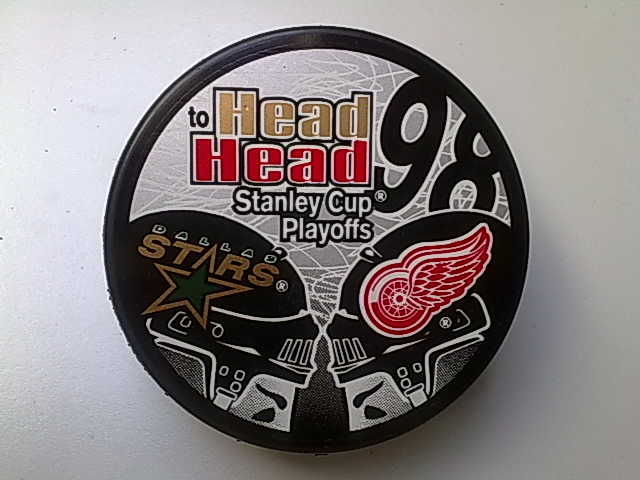 Head
to Head
98
Stanley Cup®
Playoffs
DALLAS
STARS®
®